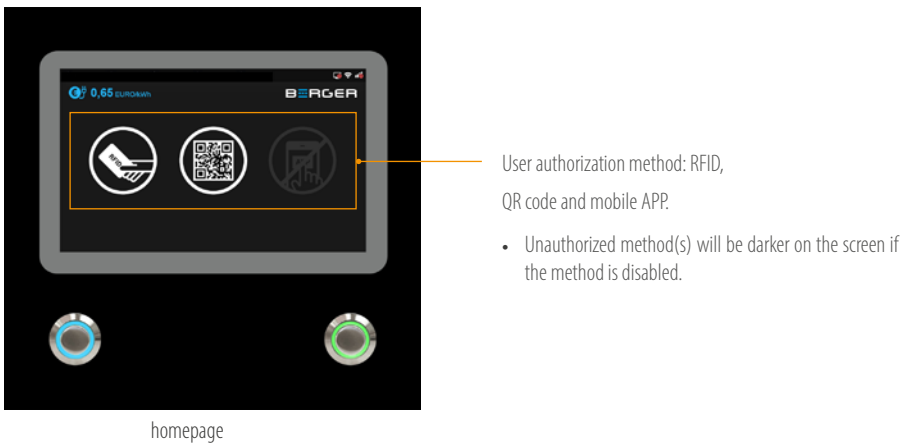 0,65 EURO/kWh
BERGER
RFID
User authorization method: RFID,
QR code and mobile APP.
• Unauthorized method(s) will be darker on the screen if
the method is disabled.
homepage